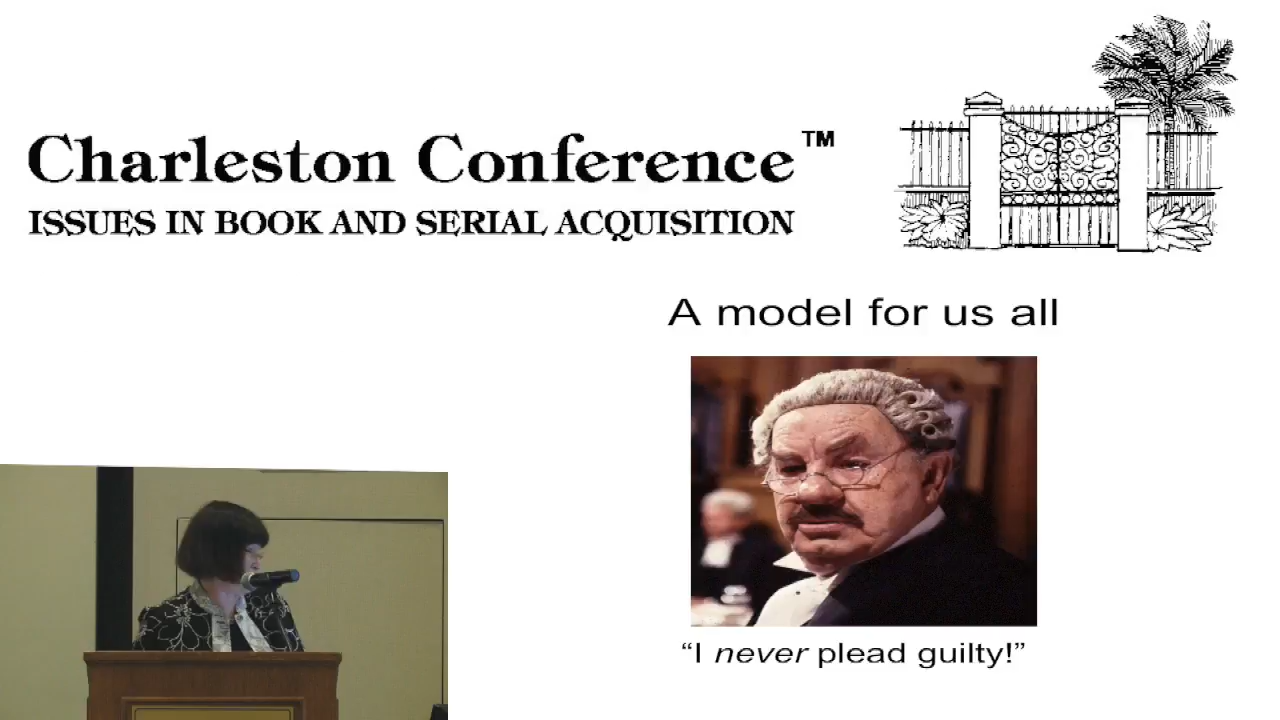 Charleston Conference™
ISSUES IN BOOK AND SERIAL ACQUISITION
A model for us all
“I never plead guilty!”